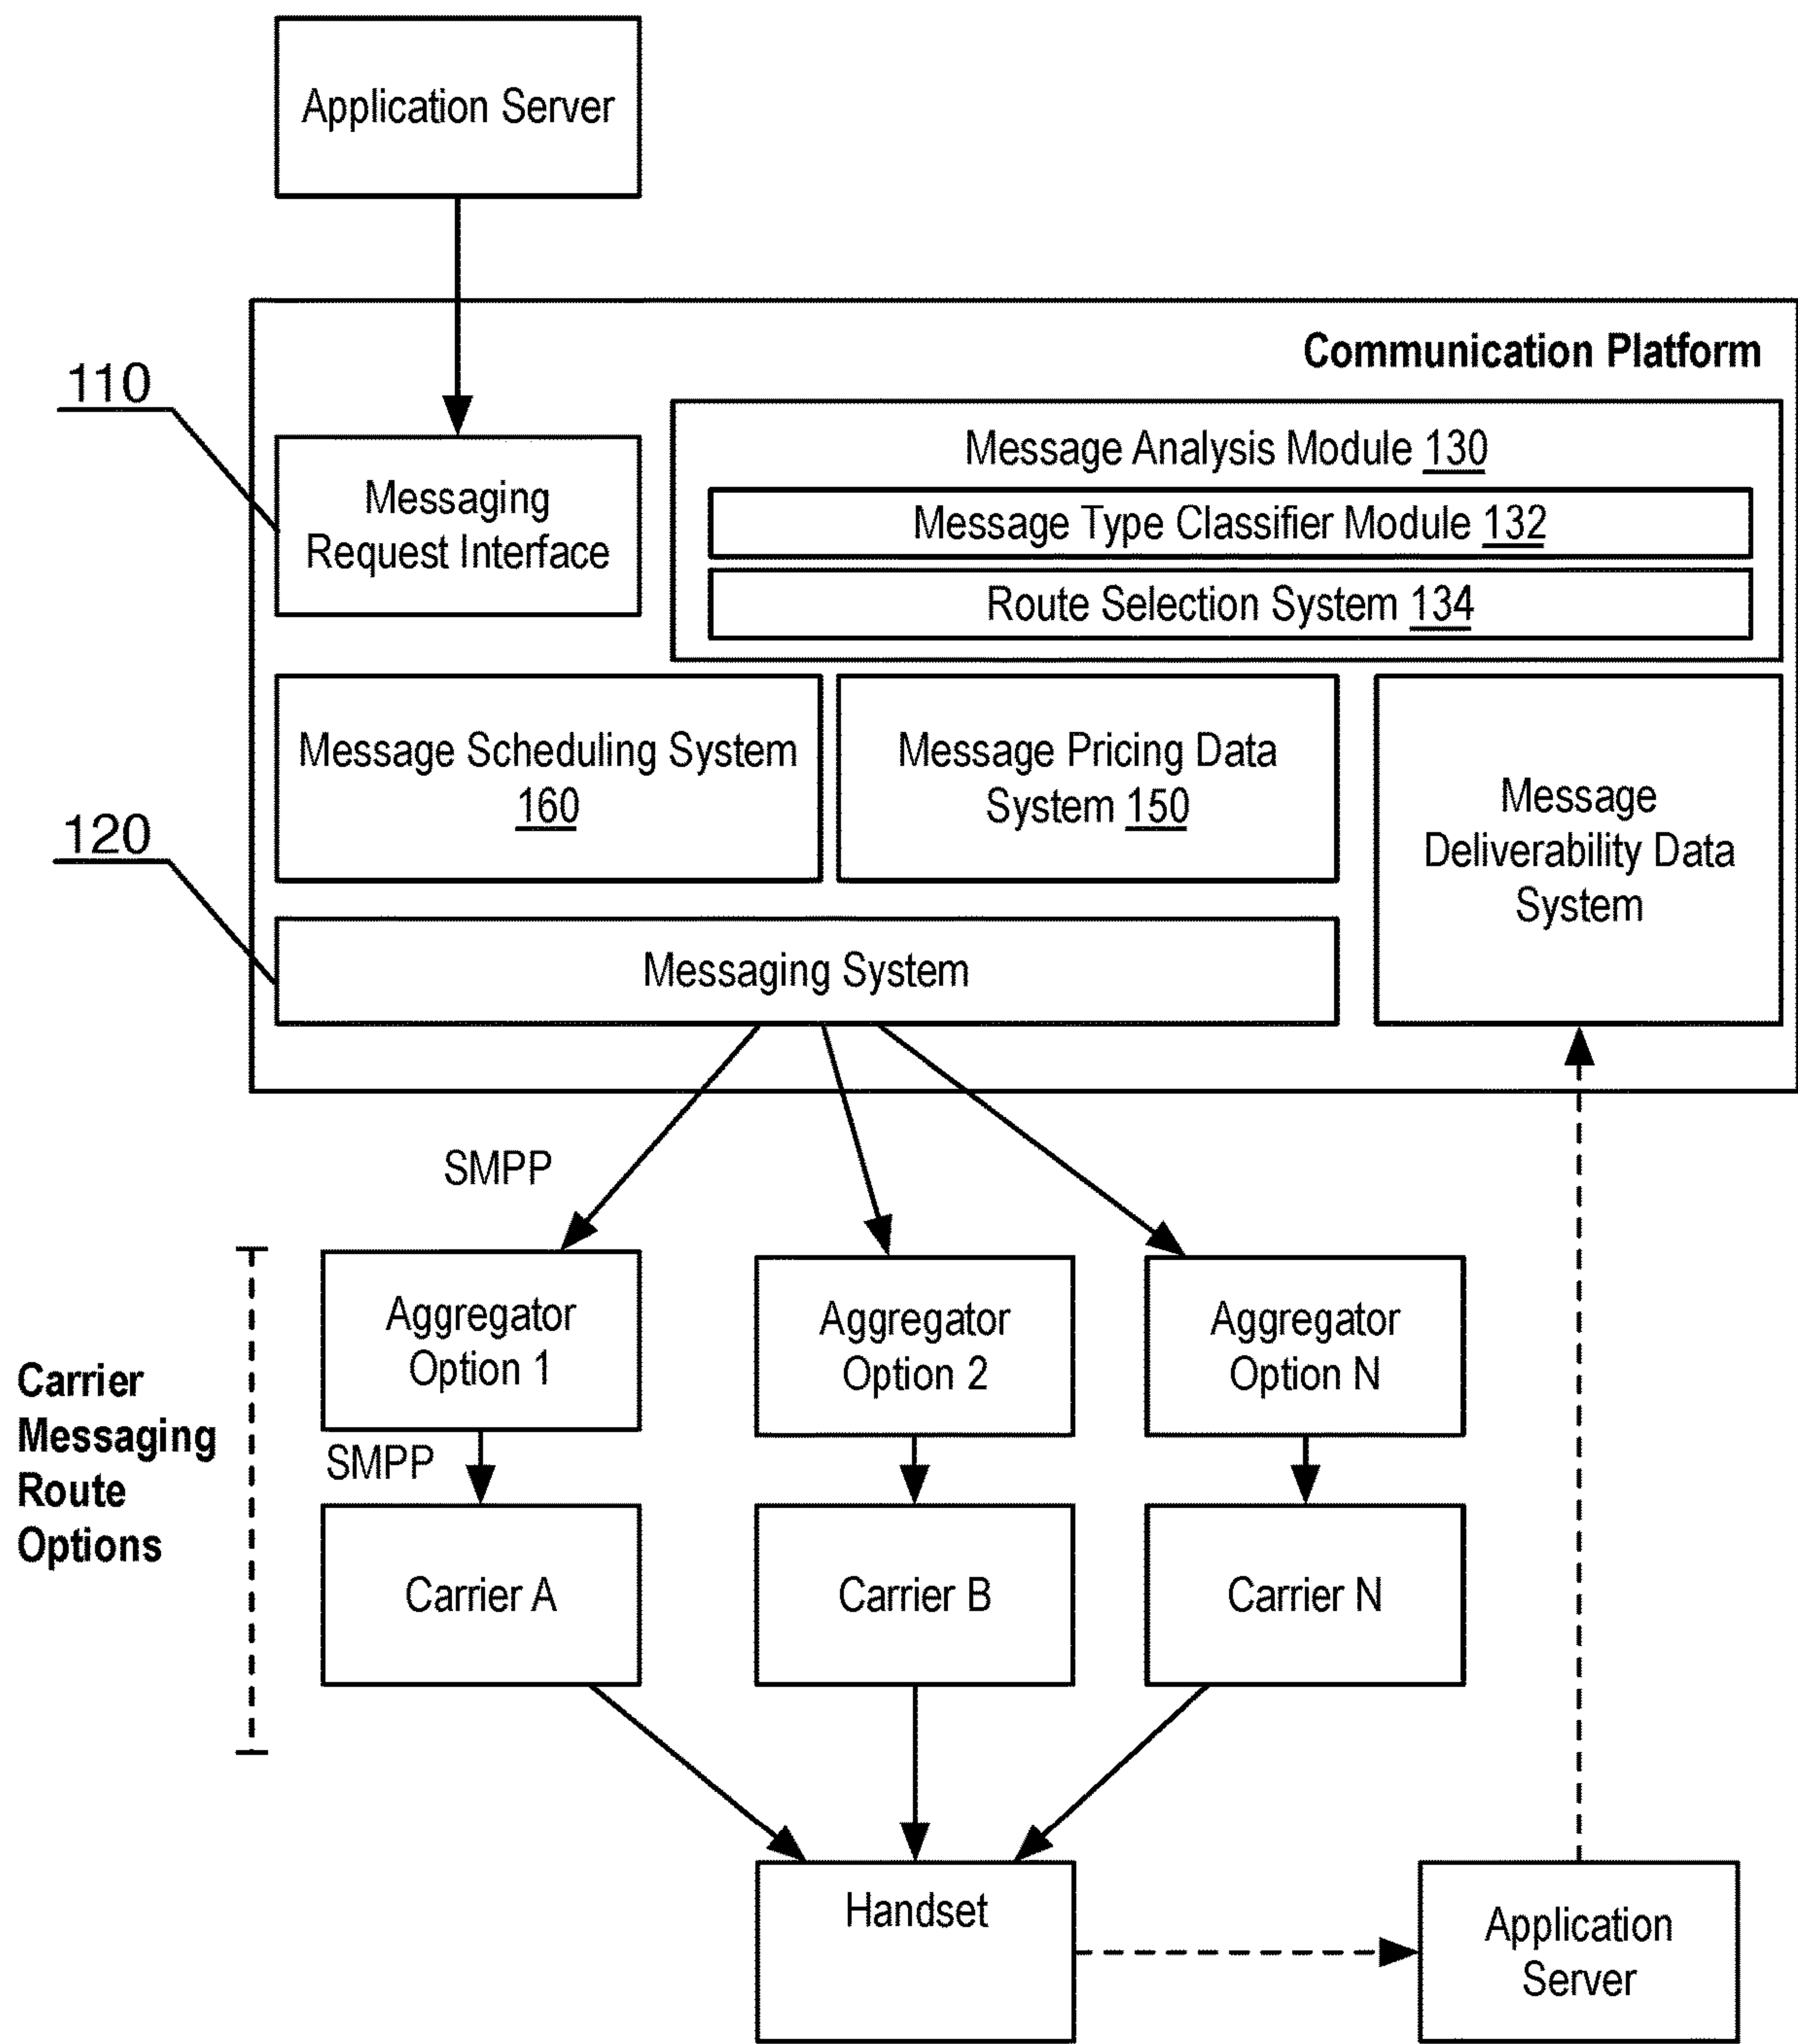 Application Server
Communication Platform
110
Messaging
Request Interface
Message Analysis Module 130
Message Type Classifier Module 132
Route Selection System 134
Message Scheduling System
160
Message Pricing Data
System 150
Message
Deliverability Data
System
120
Messaging System
SMPP
Carrier
Messaging
Route
Options
Aggregator
Option 1
Aggregator
Option 2
Aggregator
Option N
SMPP
Carrier A
Carrier B
Carrier N
Handset
Application
Server